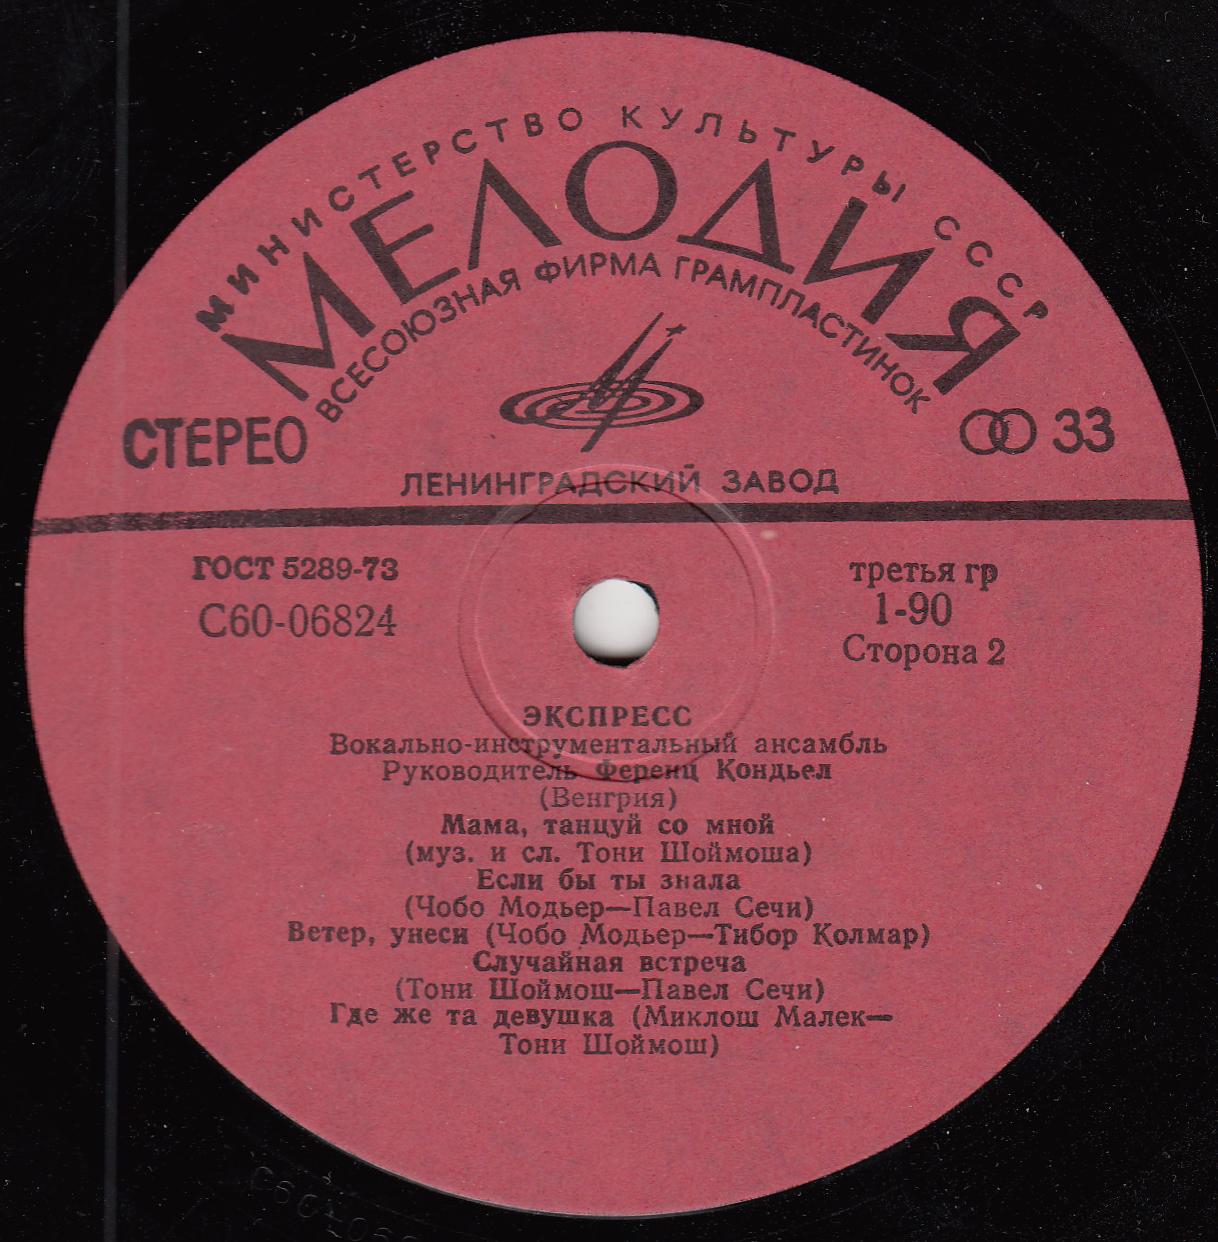 МИНИСТЕРСТВО КУЛЬТУРЫ СССР
МЕЛОДИЯ
ВСЕСОЮЗНАЯ ФИРМА ГРАМПЛАСТИНОК
СТЕРЕО
33
ЛЕНИНГРАДСКИЙ ЗАВОД
ГОСТ 5289-73
С60-06824
третья гр
1-90
Сторона 2
ЭКСПРЕСС
Вокально-инструментальный ансамбль
Руководитель Ференц Кондьел
(Венгрия)
Мама, танцуй со мной
(муз. и сл. Тони Шоймоша)
Если бы ты знала
(Чобо Модьер—Павел Сечи)
Ветер, унеси (Чобо Модьер—Тибор Колмар)
Случайная встреча
(Тони Шоймош—Павел Сечи)
Где же та девушка (Миклош Малек—
Тони Шоймош)